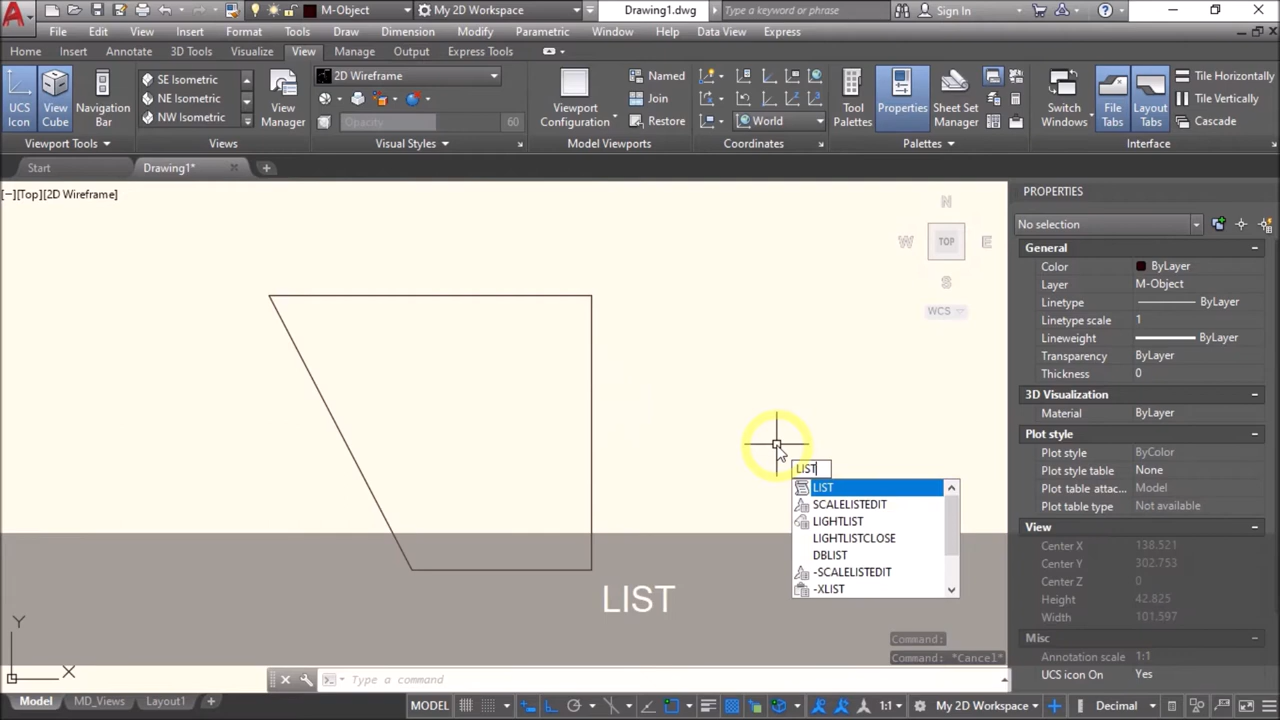 A M-Object My 2D Workspace Drawing1.dwg Type a keyword or phrase Sign In
File Edit View Insert Format Tools Draw Dimension Modify Parametric Window Help Data View Express
Home Insert Annotate 3D Tools Visualize View Manage Output Express Tools
UCS Icon
View Cube
Navigation Bar
SE Isometric
NE Isometric
NW Isometric
View Manager
2D Wireframe
Opacity 60
Viewport Configuration
Named
Join
Restore
World
Tool Palettes
Properties
Sheet Set Manager
Switch Windows
File Tabs
Layout Tabs
Tile Horizontally
Tile Vertically
Cascade
Viewport Tools Views Visual Styles Model Viewports Coordinates Palettes Interface
Start Drawing1* +
[−][Top][2D Wireframe]
N
W TOP E
S
WCS
LIST
LIST
SCALELISTEDIT
LIGHTLIST
LIGHTLISTCLOSE
DBLIST
-SCALELISTEDIT
-XLIST
LIST
Y
X
Command:
Command: *Cancel*
Type a command
PROPERTIES
No selection
General
Color ByLayer
Layer M-Object
Linetype ByLayer
Linetype scale 1
Lineweight ByLayer
Transparency ByLayer
Thickness 0
3D Visualization
Material ByLayer
Plot style
Plot style ByColor
Plot style table None
Plot table attac... Model
Plot table type Not available
View
Center X 138.521
Center Y 302.753
Center Z 0
Height 42.825
Width 101.597
Misc
Annotation scale 1:1
UCS icon On Yes
Model MD_Views Layout1 + MODEL 1:1 My 2D Workspace Decimal